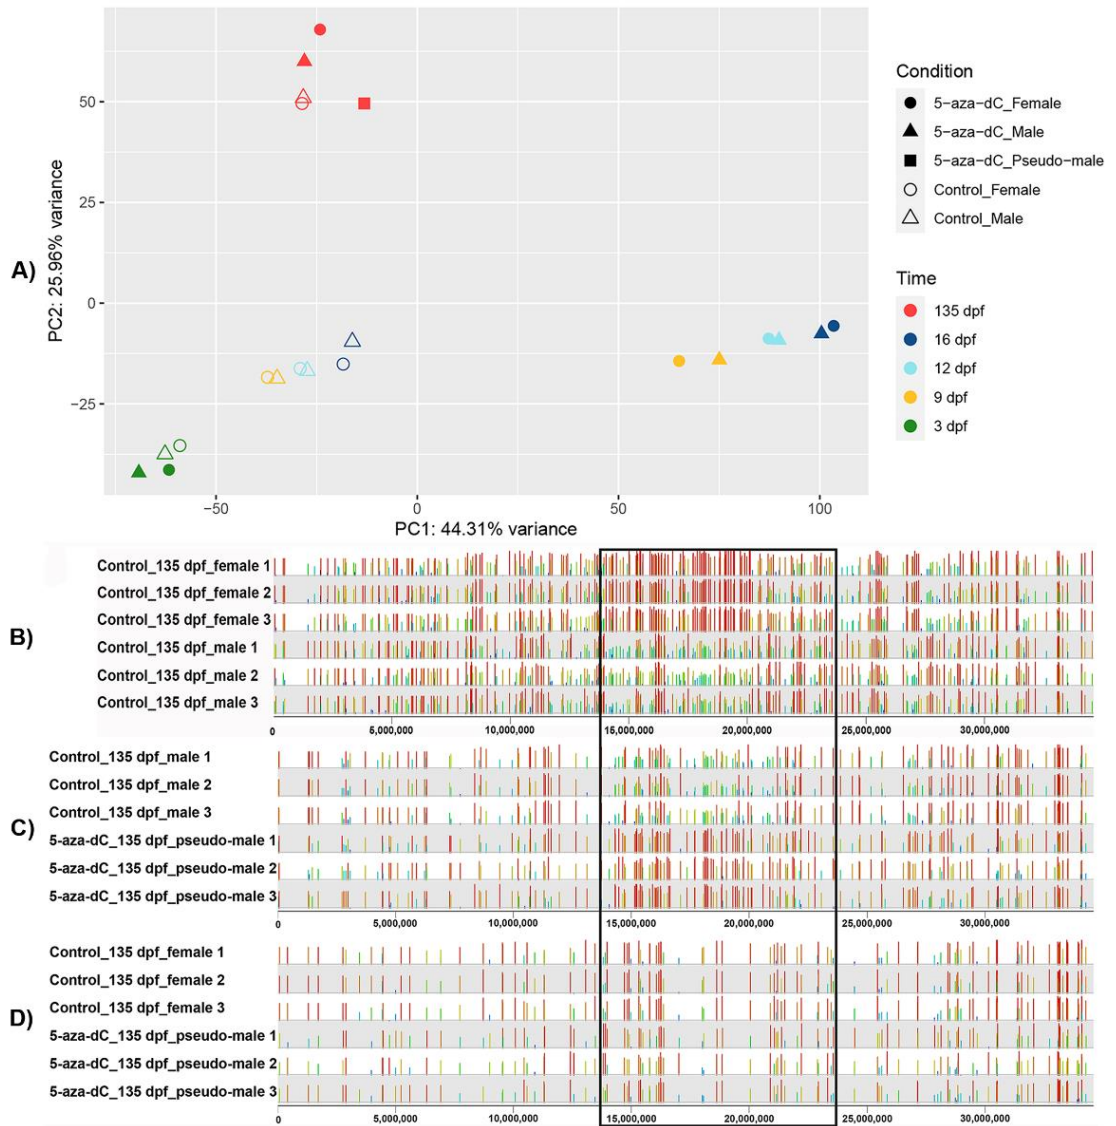 A)
PC2: 25.96% variance
50
25
0
−25
−50
0
50
100
PC1: 44.31% variance
Condition
5−aza−dC_Female
5−aza−dC_Male
5−aza−dC_Pseudo−male
Control_Female
Control_Male
Time
135 dpf
16 dpf
12 dpf
9 dpf
3 dpf
B)
Control_135 dpf_female 1
Control_135 dpf_female 2
Control_135 dpf_female 3
Control_135 dpf_male 1
Control_135 dpf_male 2
Control_135 dpf_male 3
0 5,000,000 10,000,000 15,000,000 20,000,000 25,000,000 30,000,000
C)
Control_135 dpf_male 1
Control_135 dpf_male 2
Control_135 dpf_male 3
5-aza-dC_135 dpf_pseudo-male 1
5-aza-dC_135 dpf_pseudo-male 2
5-aza-dC_135 dpf_pseudo-male 3
0 5,000,000 10,000,000 15,000,000 20,000,000 25,000,000 30,000,000
D)
Control_135 dpf_female 1
Control_135 dpf_female 2
Control_135 dpf_female 3
5-aza-dC_135 dpf_pseudo-male 1
5-aza-dC_135 dpf_pseudo-male 2
5-aza-dC_135 dpf_pseudo-male 3
0 5,000,000 10,000,000 15,000,000 20,000,000 25,000,000 30,000,000